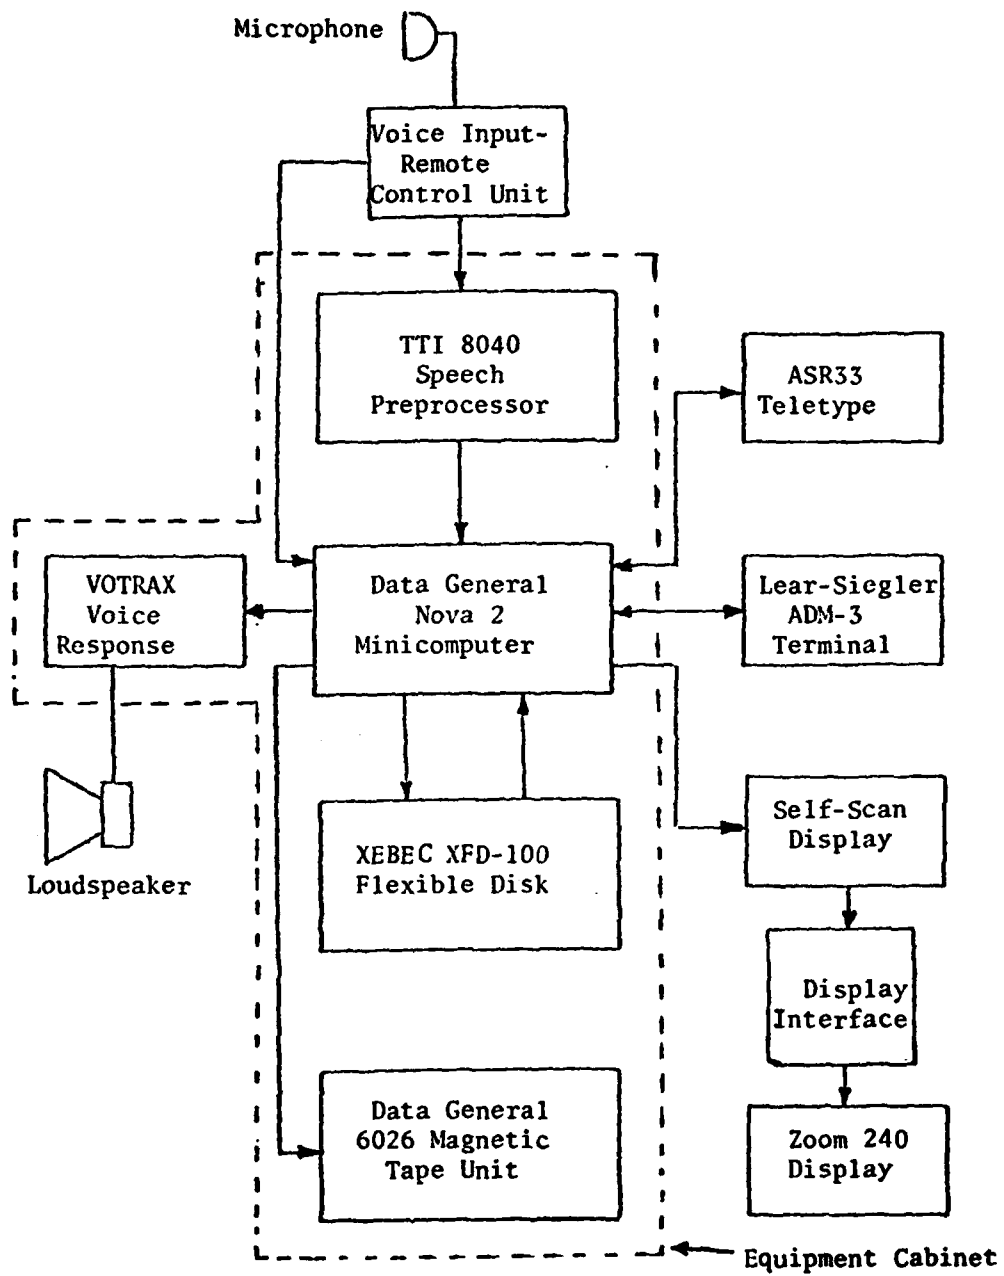 Microphone
Voice Input-
Remote
Control Unit
TTI 8040
Speech
Preprocessor
ASR33
Teletype
VOTRAX
Voice
Response
Data General
Nova 2
Minicomputer
Lear-Siegler
ADM-3
Terminal
Self-Scan
Display
XEBEC XFD-100
Flexible Disk
Loudspeaker
Display
Interface
Data General
6026 Magnetic
Tape Unit
Zoom 240
Display
Equipment Cabinet